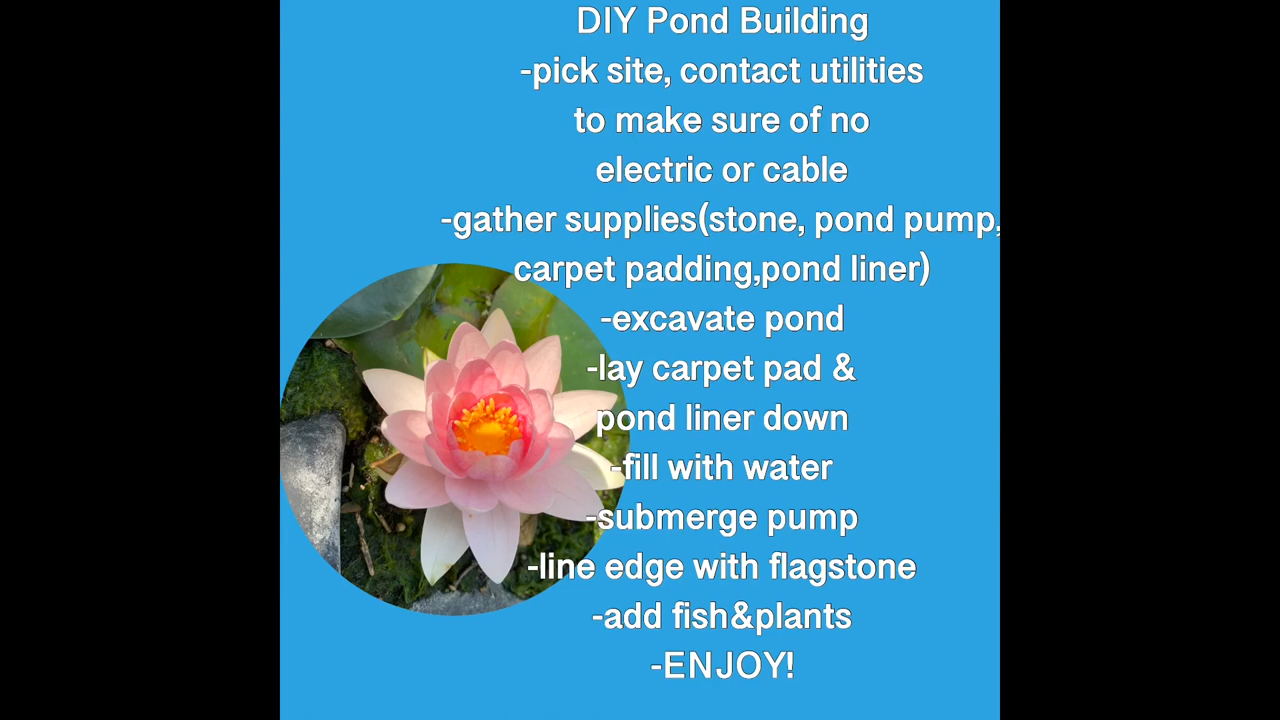 DIY Pond Building
-pick site, contact utilities
to make sure of no
electric or cable
-gather supplies(stone, pond pump,
carpet padding,pond liner)
-excavate pond
-lay carpet pad &
pond liner down
-fill with water
-submerge pump
-line edge with flagstone
-add fish&plants
-ENJOY!